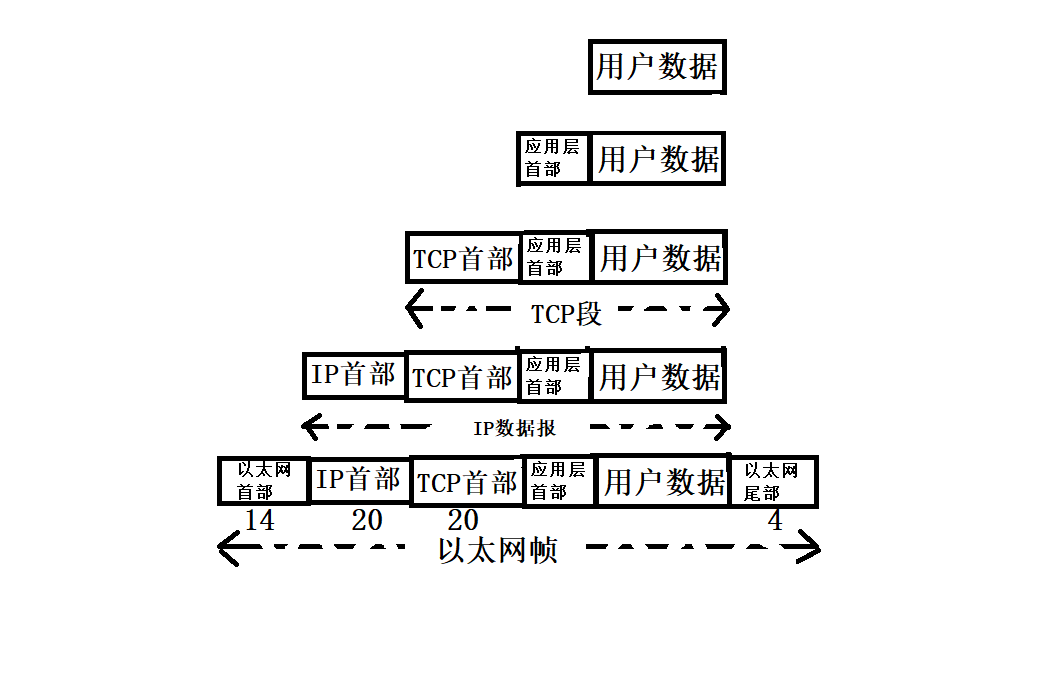 用户数据
应用层
首部
用户数据
TCP首部
应用层
首部
用户数据
TCP段
IP首部
TCP首部
应用层
首部
用户数据
IP数据报
以太网
首部
IP首部
TCP首部
应用层
首部
用户数据
以太网
尾部
14
20
20
4
以太网帧